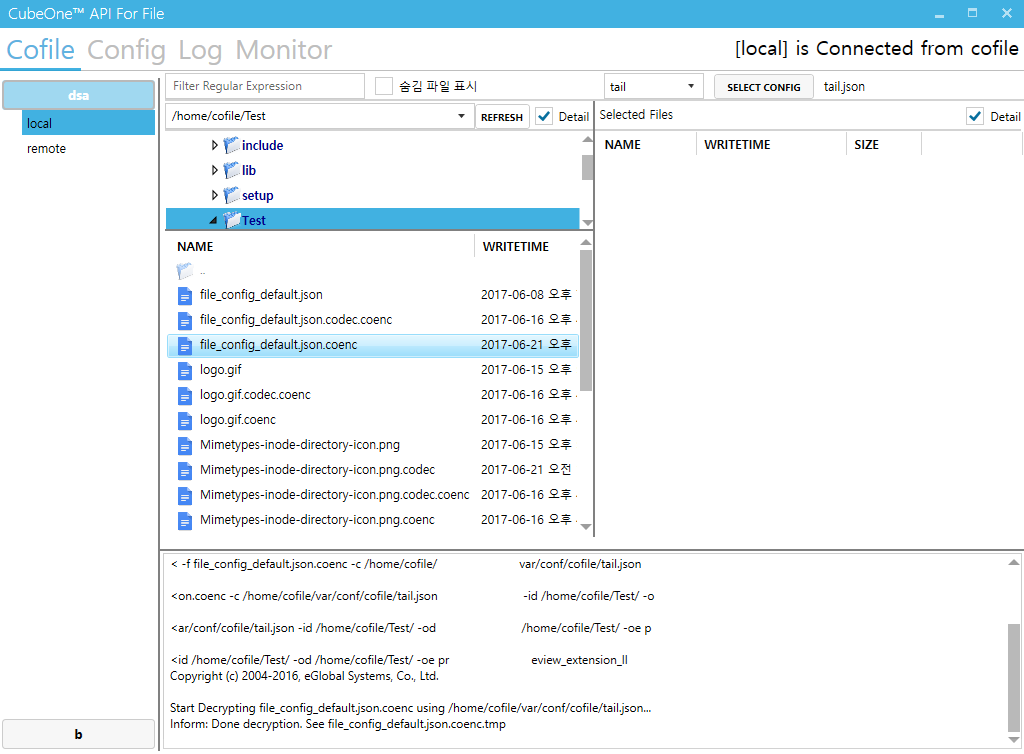 CubeOne™ API For File
Cofile Config Log Monitor
[local] is Connected from cofile
dsa
local
remote
b
Filter Regular Expression
숨김 파일 표시
tail
SELECT CONFIG
tail.json
/home/cofile/Test
REFRESH
Detail
Selected Files
Detail
include
lib
setup
Test
NAME WRITETIME
..
file_config_default.json 2017-06-08 오후
file_config_default.json.codec.coenc 2017-06-16 오후
file_config_default.json.coenc 2017-06-21 오후
logo.gif 2017-06-15 오후
logo.gif.codec.coenc 2017-06-16 오후
logo.gif.coenc 2017-06-16 오후
Mimetypes-inode-directory-icon.png 2017-06-15 오후
Mimetypes-inode-directory-icon.png.codec 2017-06-21 오전
Mimetypes-inode-directory-icon.png.codec.coenc 2017-06-16 오후
Mimetypes-inode-directory-icon.png.coenc 2017-06-16 오후
NAME WRITETIME SIZE
< -f file_config_default.json.coenc -c /home/cofile/ var/conf/cofile/tail.json
<on.coenc -c /home/cofile/var/conf/cofile/tail.json -id /home/cofile/Test/ -o
<ar/conf/cofile/tail.json -id /home/cofile/Test/ -od /home/cofile/Test/ -oe p
<id /home/cofile/Test/ -od /home/cofile/Test/ -oe pr eview_extension_ll
Copyright (c) 2004-2016, eGlobal Systems, Co., Ltd.
Start Decrypting file_config_default.json.coenc using /home/cofile/var/conf/cofile/tail.json...
Inform: Done decryption. See file_config_default.json.coenc.tmp